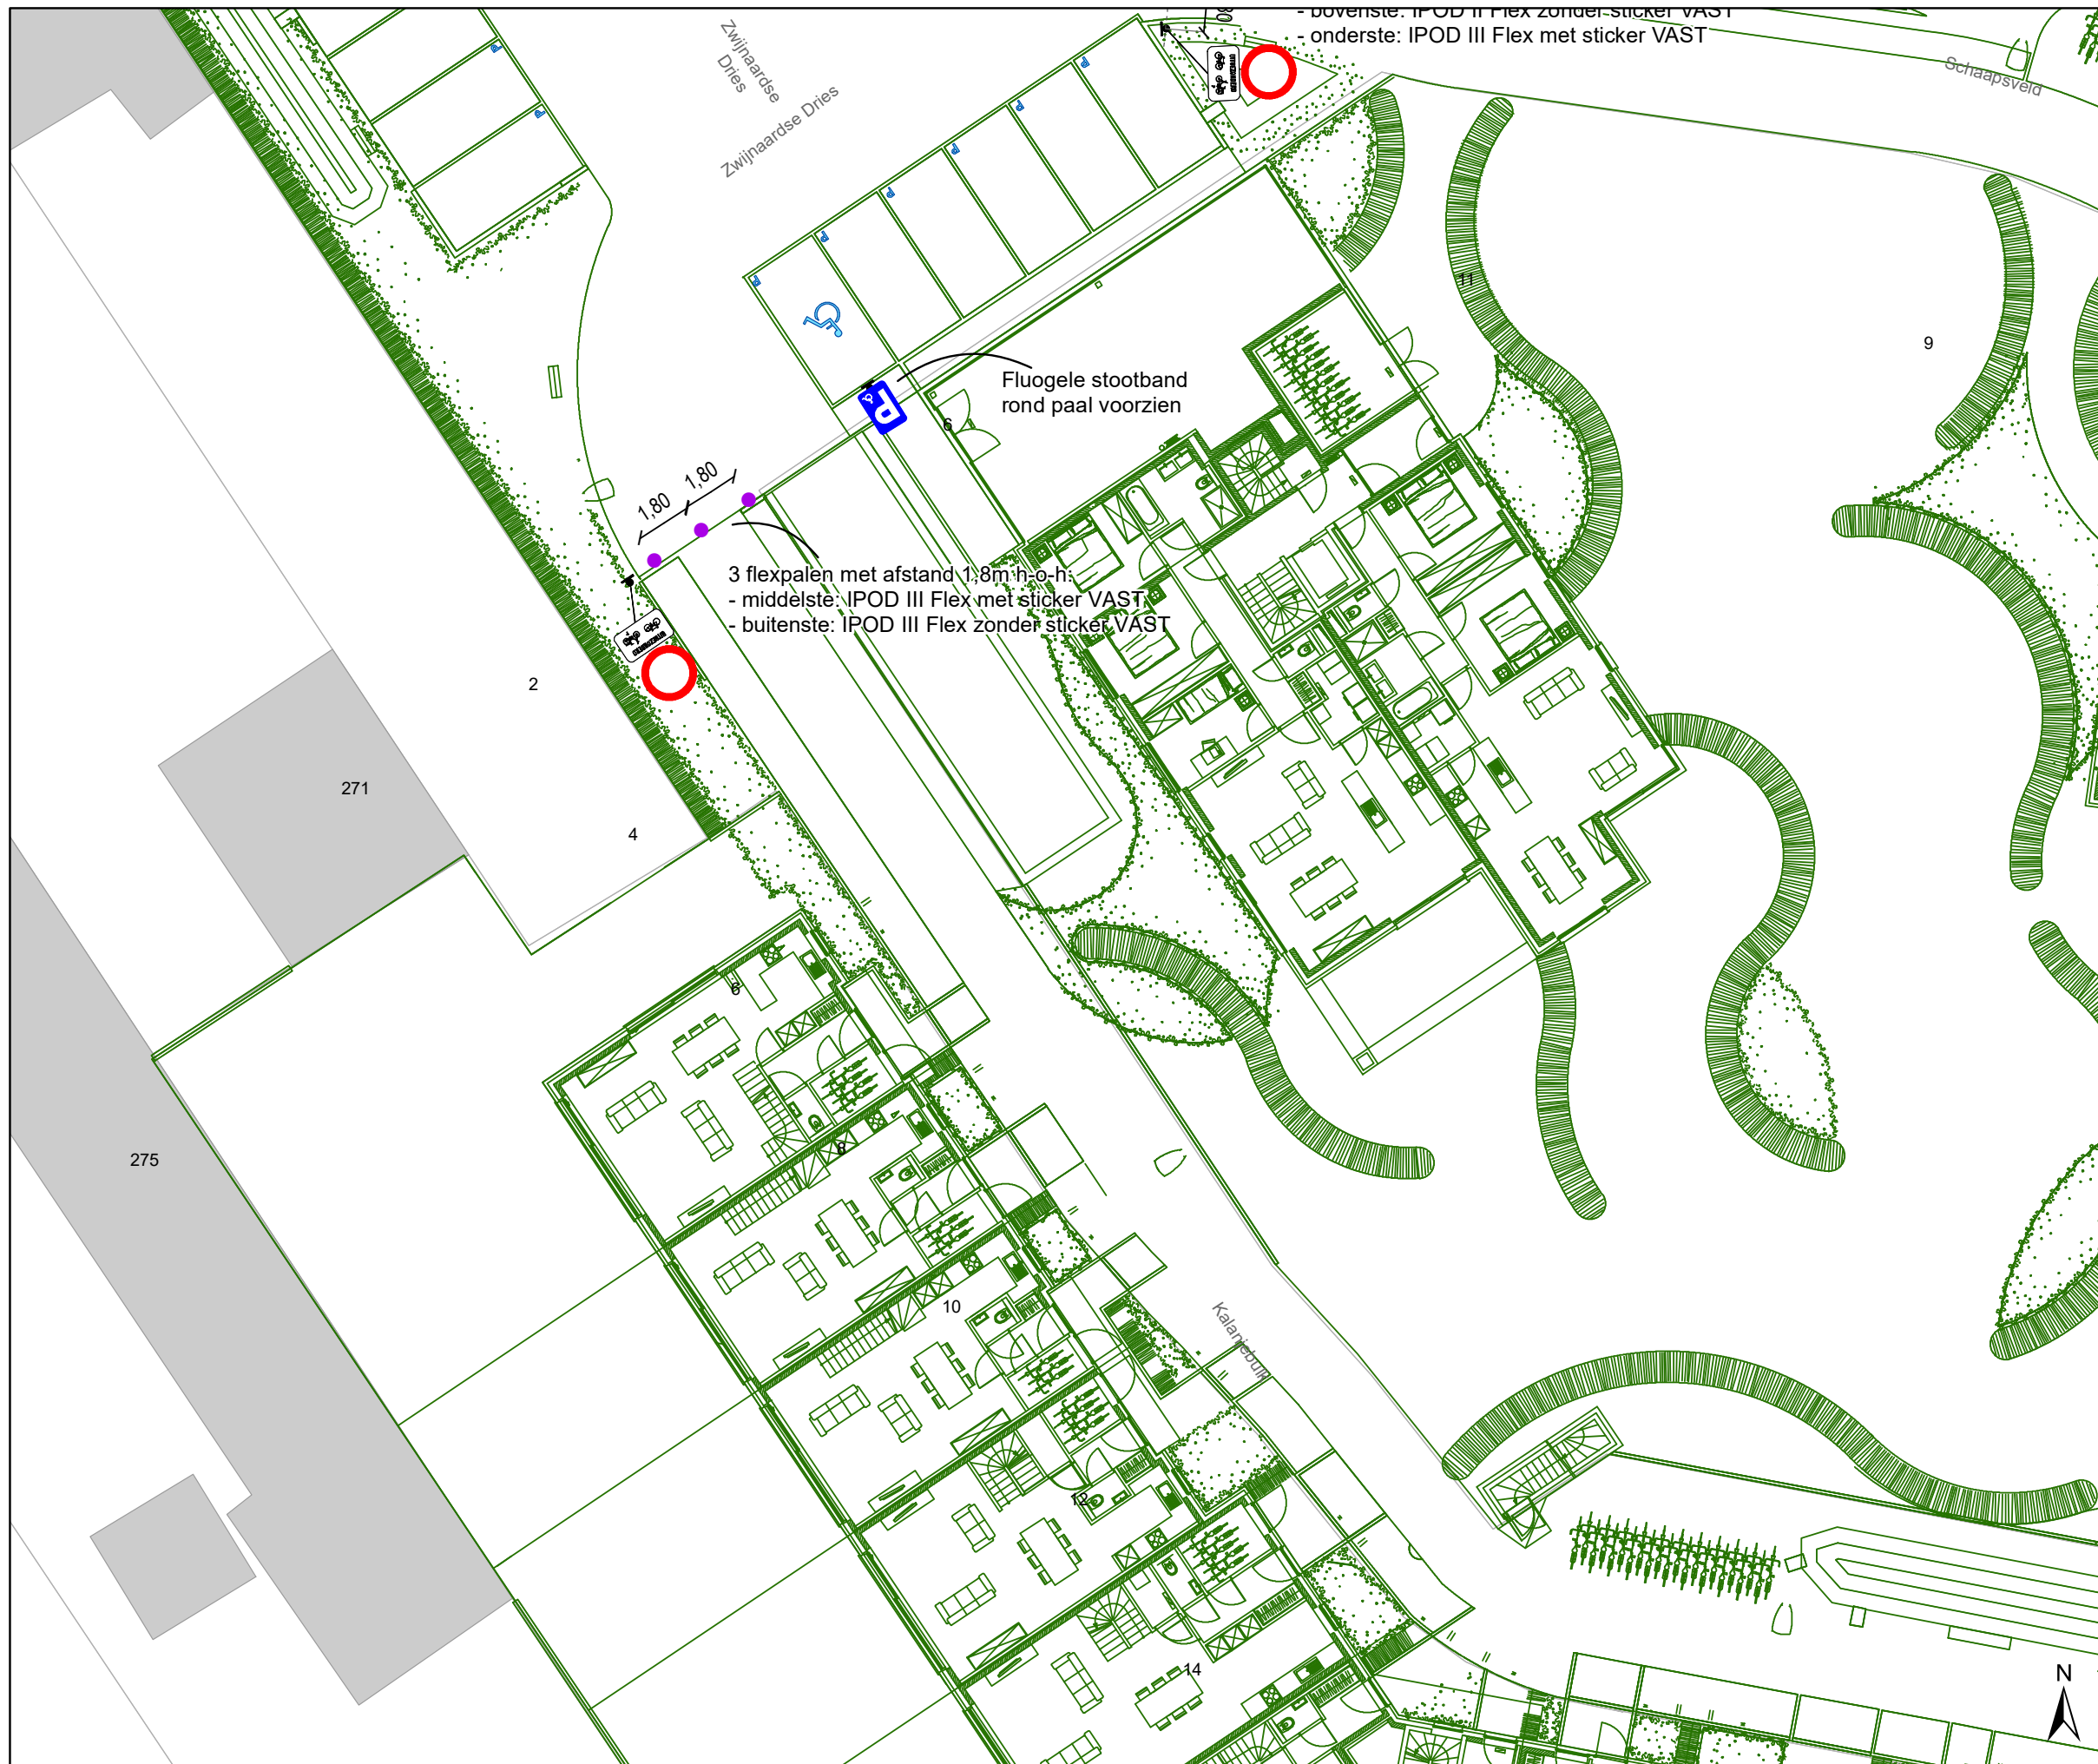 - bovenste: IPOD II Flex zonder sticker VAST
- onderste: IPOD III Flex met sticker VAST
Zwijnaardse
Dries
Zwijnaardse Dries
Schaapsveld
11
9
Fluogele stootband
rond paal voorzien
6
P
1,80
1,80
3 flexpalen met afstand 1,8m h-o-h:
- middelste: IPOD III Flex met sticker VAST
- buitenste: IPOD III Flex zonder sticker VAST
2
271
4
6
8
275
10
Kalantiebulk
12
14
N